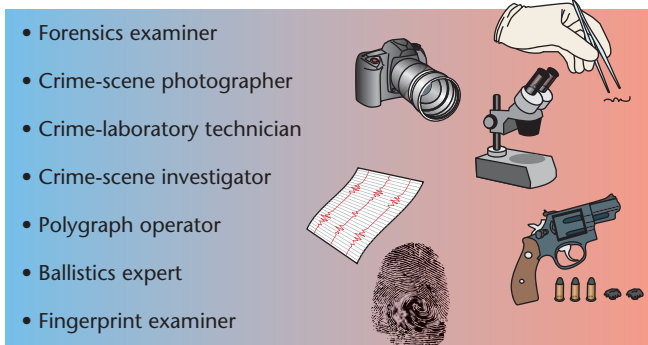 • Forensics examiner
• Crime-scene photographer
• Crime-laboratory technician
• Crime-scene investigator
• Polygraph operator
• Ballistics expert
• Fingerprint examiner